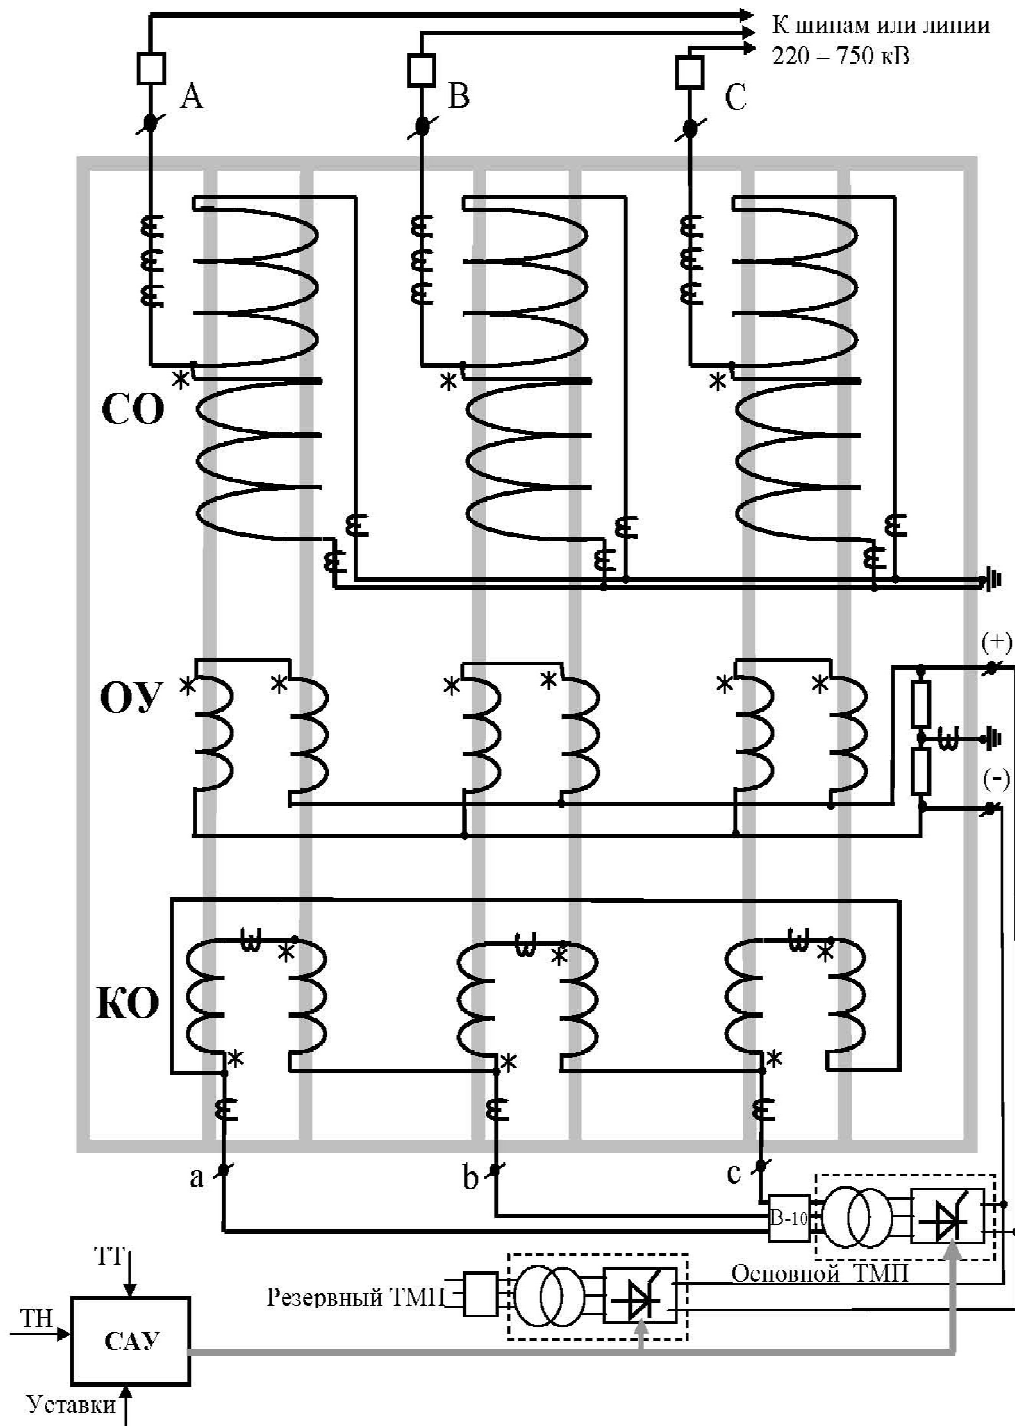 К шинам или линии
220 – 750 кВ
A
B
C
СО
(+)
ОУ
(-)
КО
a
b
c
В-10
ТТ
Основной ТМП
Резервный ТМП
ТН
САУ
Уставки